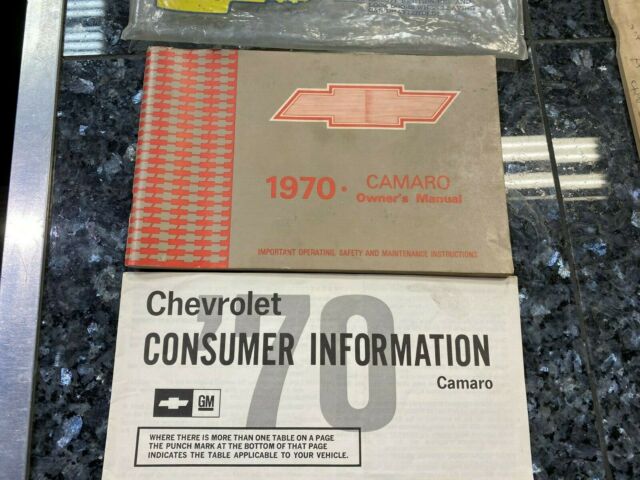 1970. CAMARO
Owner's Manual
IMPORTANT OPERATING, SAFETY AND MAINTENANCE INSTRUCTIONS
Chevrolet
'70
CONSUMER INFORMATION
Camaro
GM
WHERE THERE IS MORE THAN ONE TABLE ON A PAGE
THE PUNCH MARK AT THE BOTTOM OF THAT PAGE
INDICATES THE TABLE APPLICABLE TO YOUR VEHICLE.